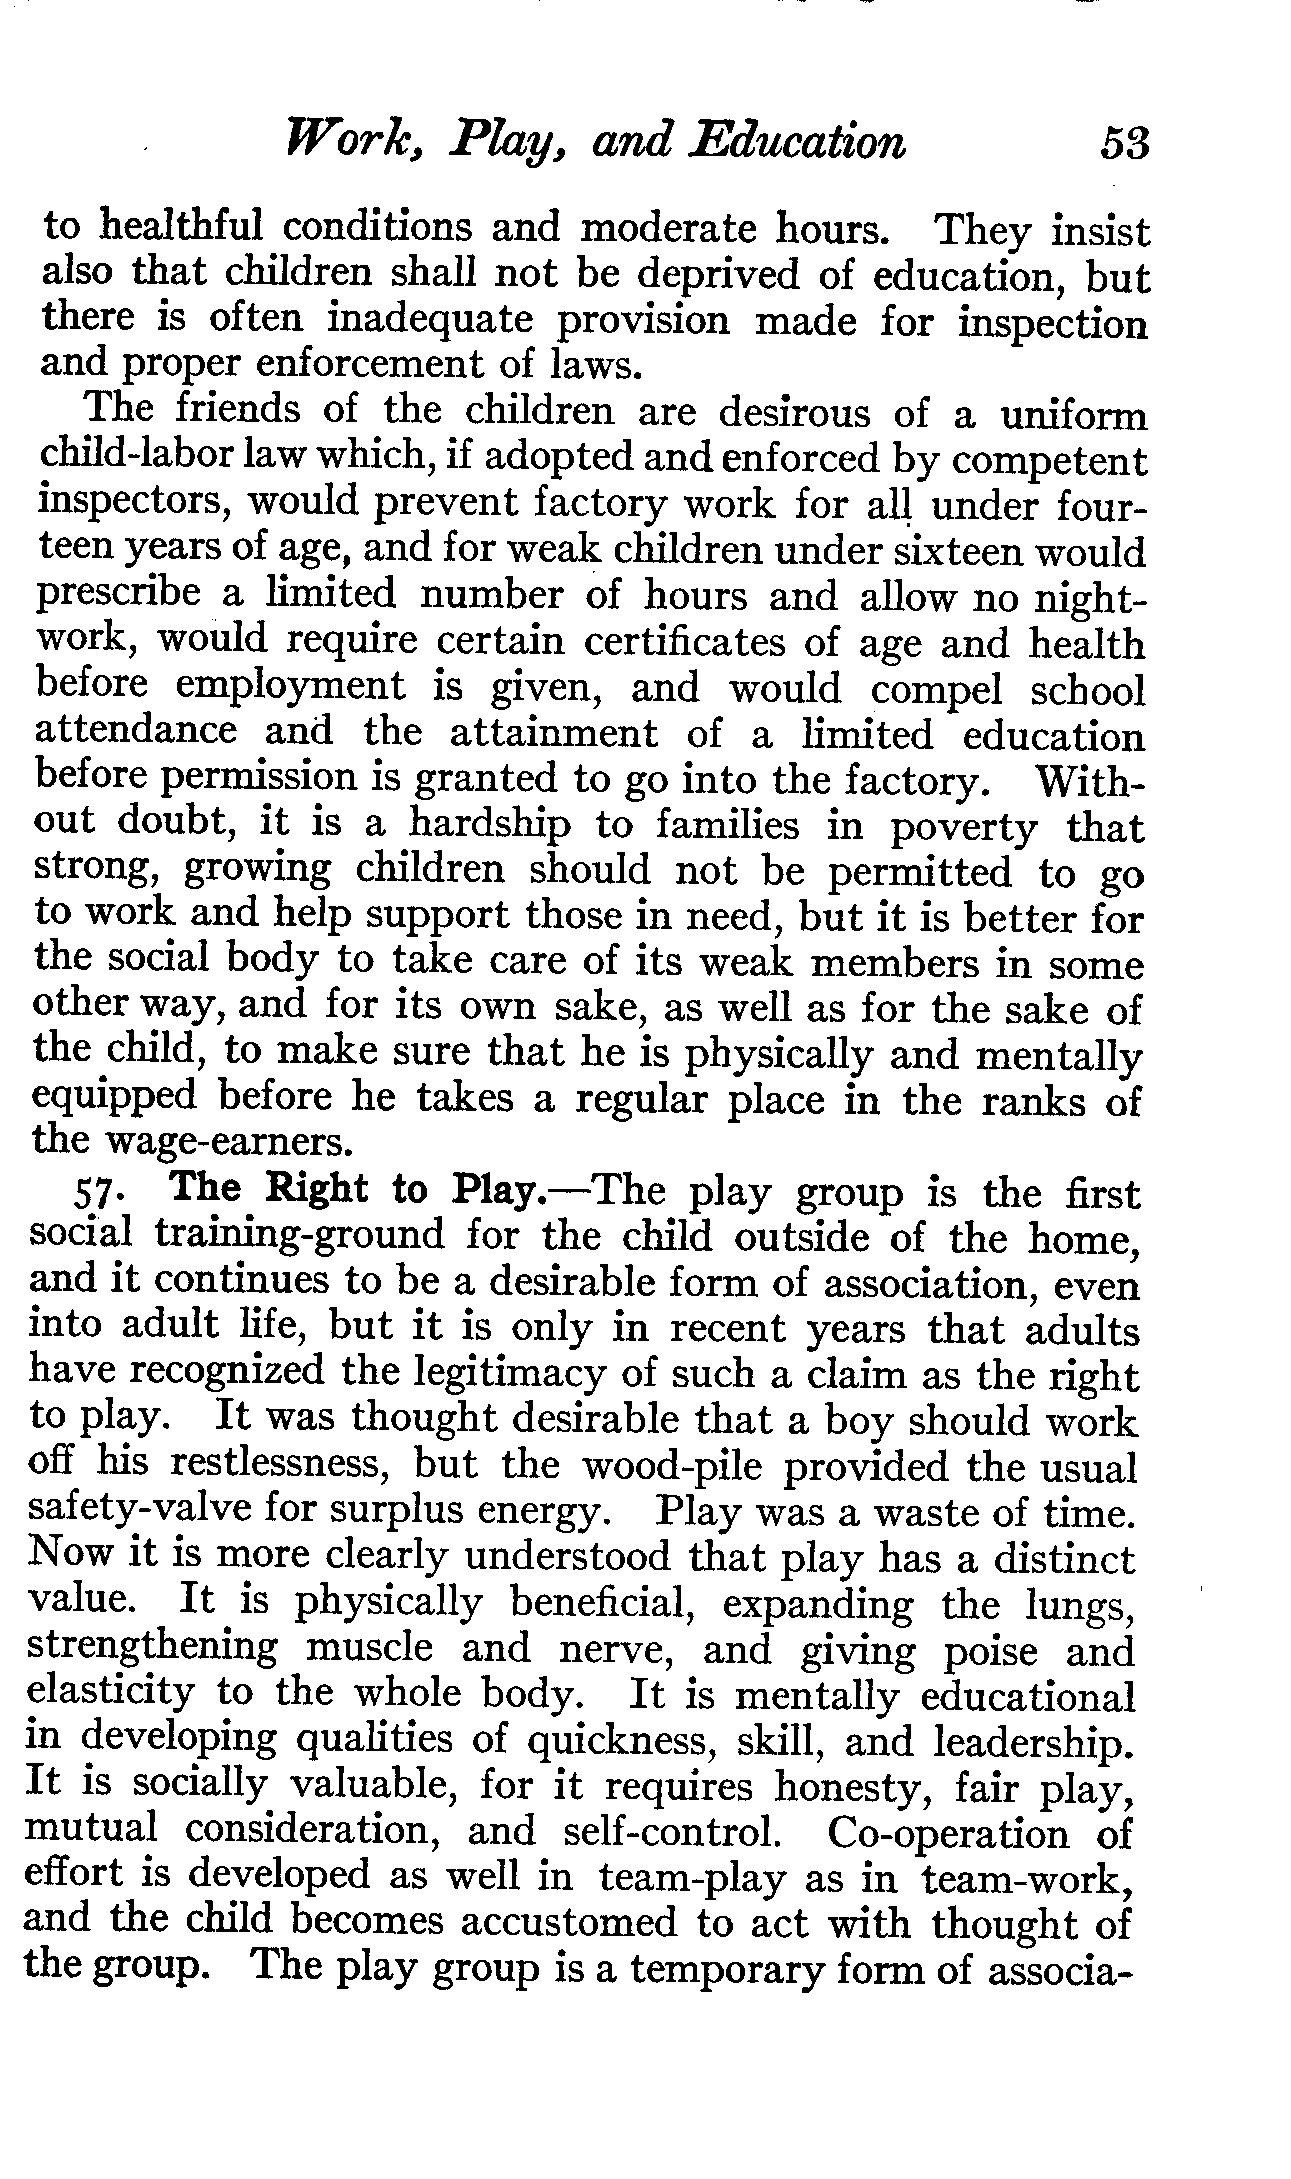 Work, Play, and Education 53
to healthful conditions and moderate hours. They insist
also that children shall not be deprived of education, but
there is often inadequate provision made for inspection
and proper enforcement of laws.
The friends of the children are desirous of a uniform
child-labor law which, if adopted and enforced by competent
inspectors, would prevent factory work for all under four-
teen years of age, and for weak children under sixteen would
prescribe a limited number of hours and allow no night-
work, would require certain certificates of age and health
before employment is given, and would compel school
attendance and the attainment of a limited education
before permission is granted to go into the factory. With-
out doubt, it is a hardship to families in poverty that
strong, growing children should not be permitted to go
to work and help support those in need, but it is better for
the social body to take care of its weak members in some
other way, and for its own sake, as well as for the sake of
the child, to make sure that he is physically and mentally
equipped before he takes a regular place in the ranks of
the wage-earners.
57. The Right to Play.—The play group is the first
social training-ground for the child outside of the home,
and it continues to be a desirable form of association, even
into adult life, but it is only in recent years that adults
have recognized the legitimacy of such a claim as the right
to play. It was thought desirable that a boy should work
off his restlessness, but the wood-pile provided the usual
safety-valve for surplus energy. Play was a waste of time.
Now it is more clearly understood that play has a distinct
value. It is physically beneficial, expanding the lungs,
strengthening muscle and nerve, and giving poise and
elasticity to the whole body. It is mentally educational
in developing qualities of quickness, skill, and leadership.
It is socially valuable, for it requires honesty, fair play,
mutual consideration, and self-control. Co-operation of
effort is developed as well in team-play as in team-work,
and the child becomes accustomed to act with thought of
the group. The play group is a temporary form of associa-